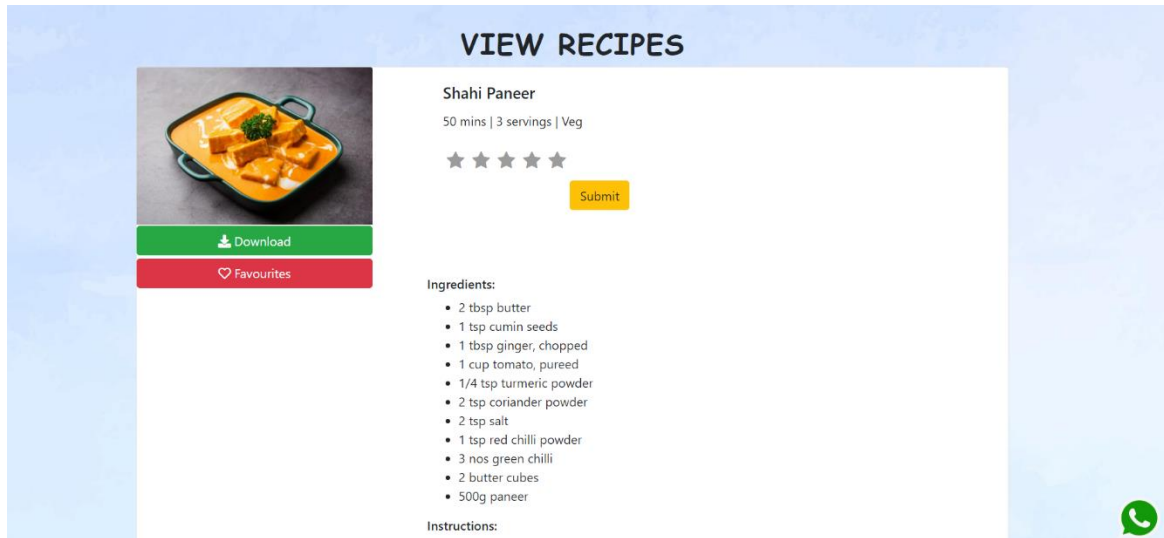 VIEW RECIPES
Shahi Paneer
50 mins | 3 servings | Veg
Submit
Download
Favourites
Ingredients:
2 tbsp butter
1 tsp cumin seeds
1 tbsp ginger, chopped
1 cup tomato, pureed
1/4 tsp turmeric powder
2 tsp coriander powder
2 tsp salt
1 tsp red chilli powder
3 nos green chilli
2 butter cubes
500g paneer
Instructions: